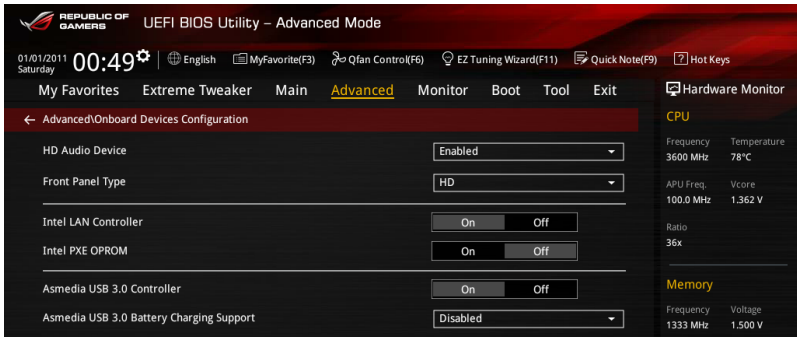 REPUBLIC OF
GAMERS
UEFI BIOS Utility – Advanced Mode
01/01/2011
Saturday
00:49
English
MyFavorite(F3)
Qfan Control(F6)
EZ Tuning Wizard(F11)
Quick Note(F9)
? Hot Keys
My Favorites Extreme Tweaker Main Advanced Monitor Boot Tool Exit
Hardware Monitor
← Advanced\Onboard Devices Configuration
HD Audio Device Enabled
Front Panel Type HD
Intel LAN Controller On Off
Intel PXE OPROM On Off
Asmedia USB 3.0 Controller On Off
Asmedia USB 3.0 Battery Charging Support Disabled
CPU
Frequency Temperature
3600 MHz 78°C
APU Freq. Vcore
100.0 MHz 1.362 V
Ratio
36x
Memory
Frequency Voltage
1333 MHz 1.500 V